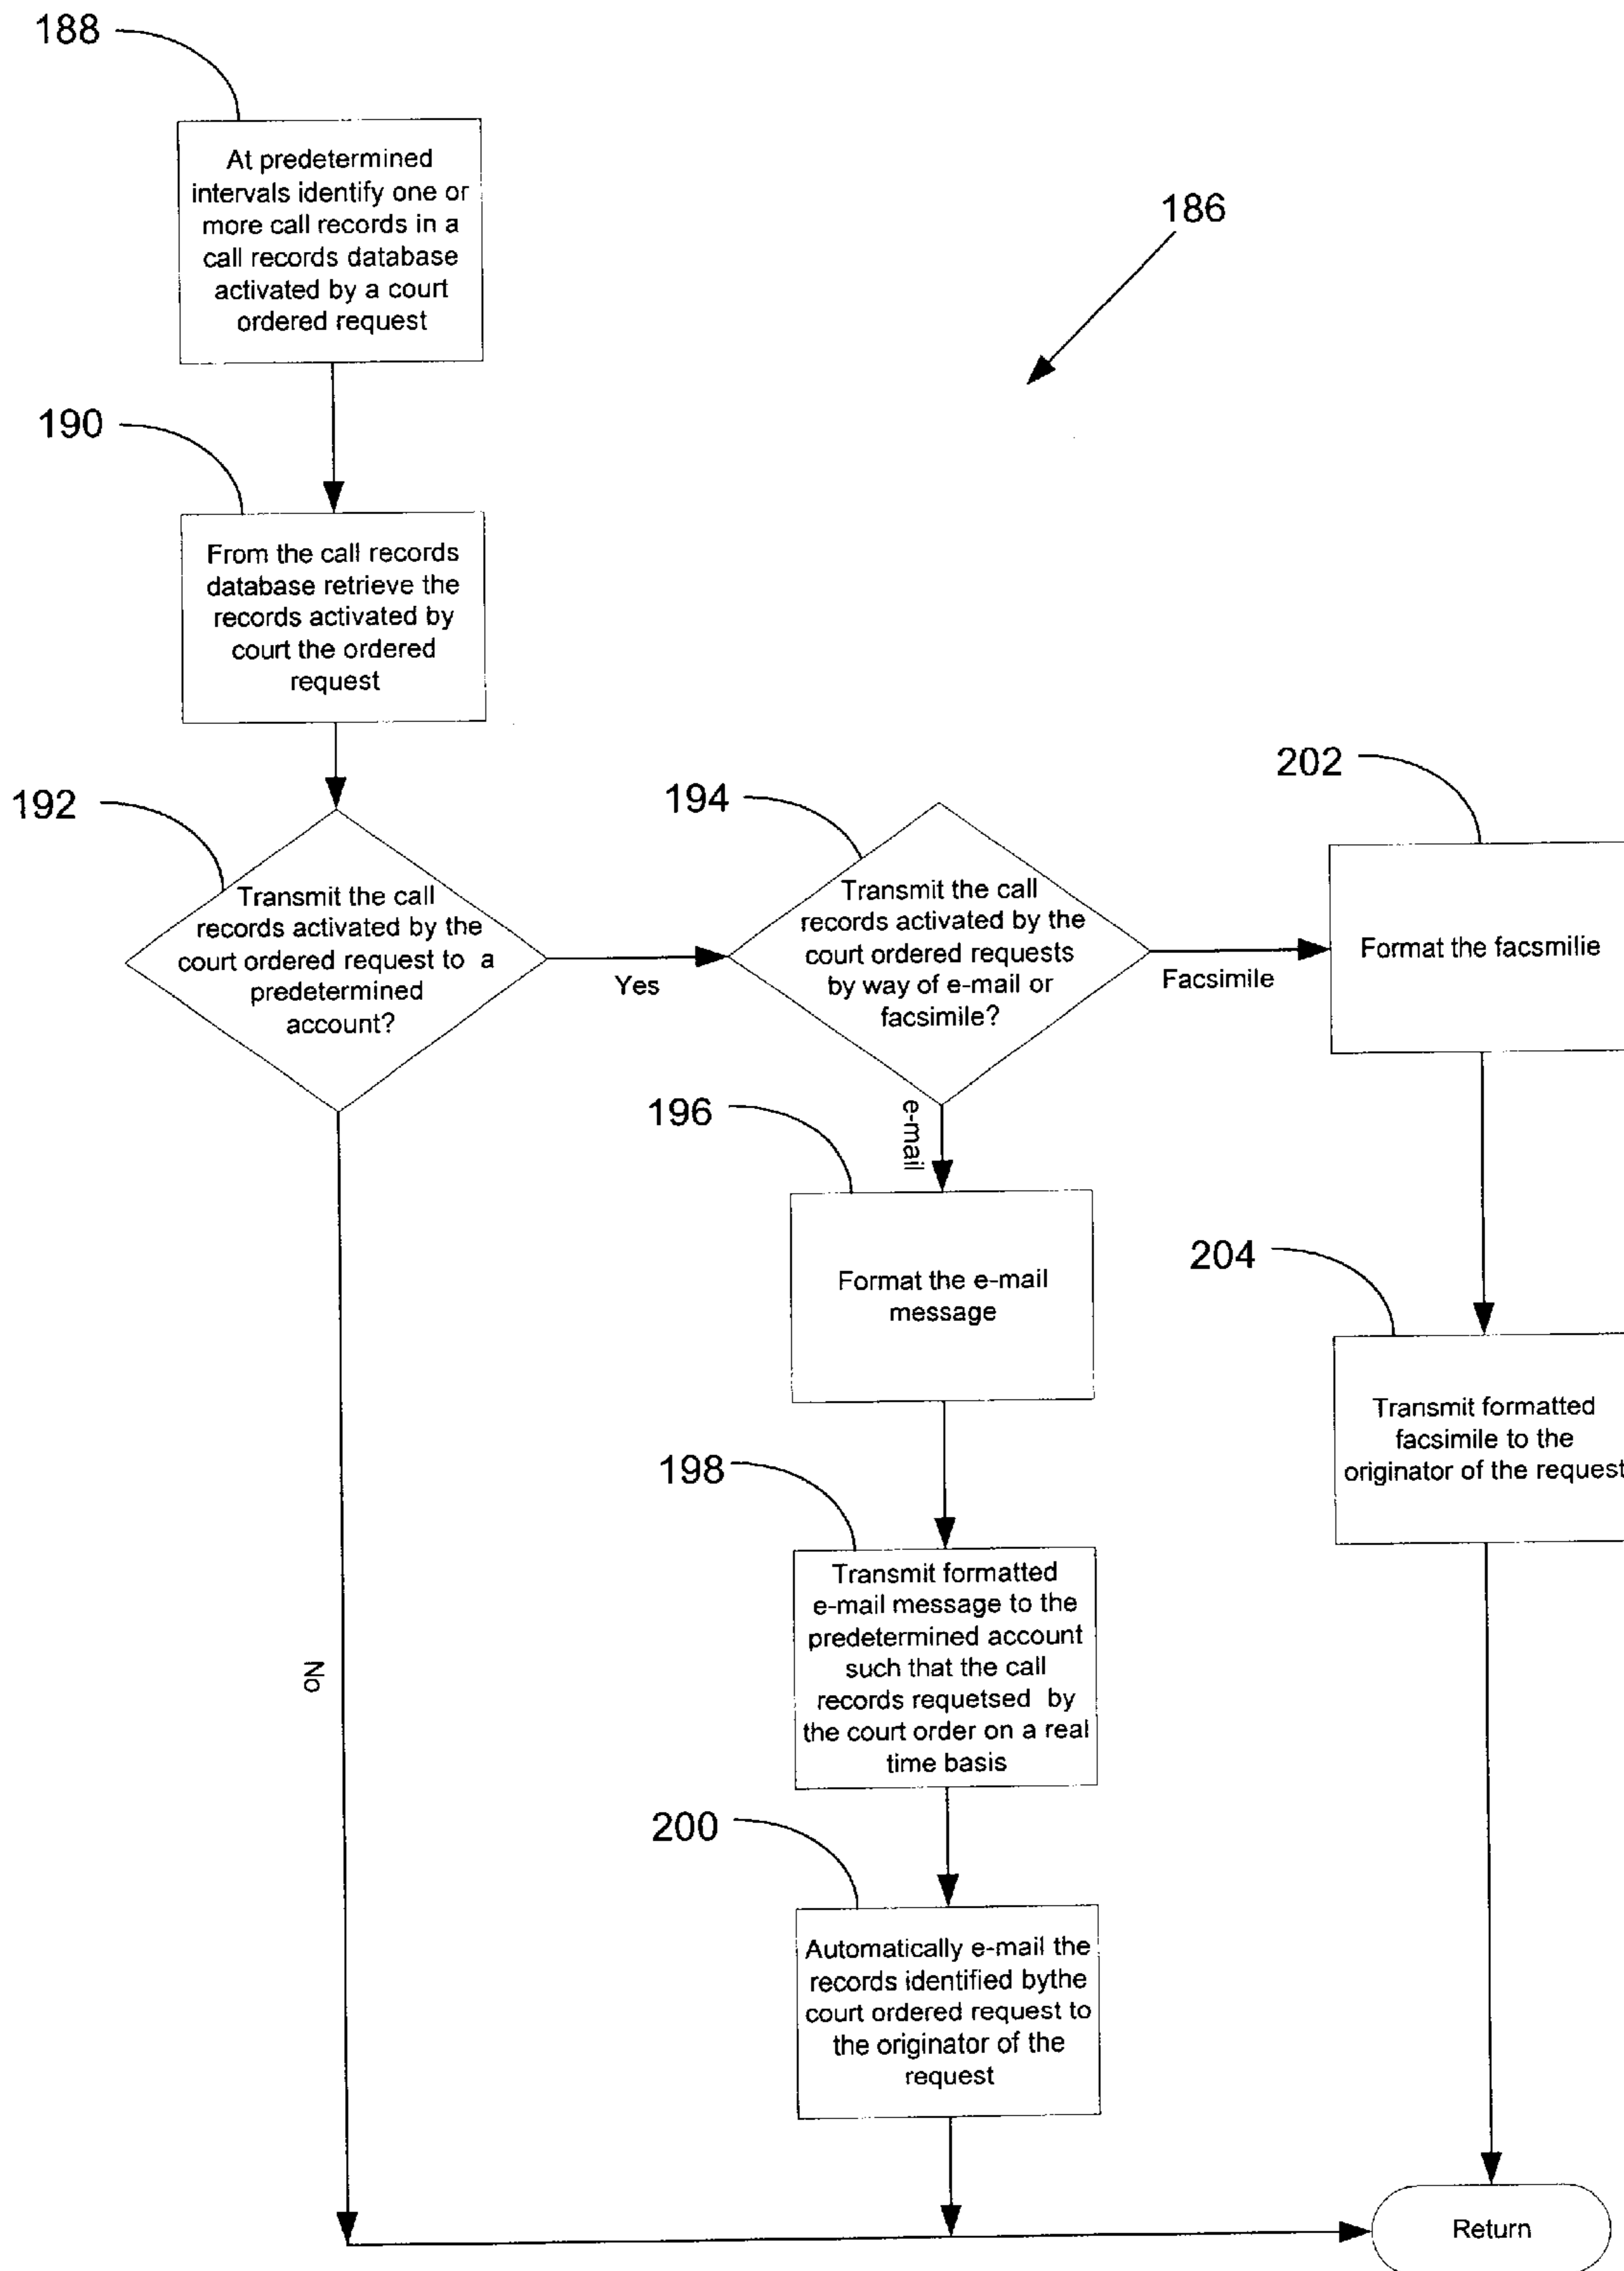 188
At predetermined
intervals identify one or
more call records in a
call records database
activated by a court
ordered request
186
190
From the call records
database retrieve the
records activated by
court the ordered
request
192
Transmit the call
records activated by the
court ordered request to a
predetermined
account?
Yes
194
Transmit the call
records activated by the
court ordered requests
by way of e-mail or
facsimile?
Facsimile
202
Format the facsmilie
e-mail
196
Format the e-mail
message
204
Transmit formatted
facsimile to the
originator of the request
198
Transmit formatted
e-mail message to the
predetermined account
such that the call
records requetsed by
the court order on a real
time basis
No
200
Automatically e-mail the
records identified bythe
court ordered request to
the originator of the
request
Return